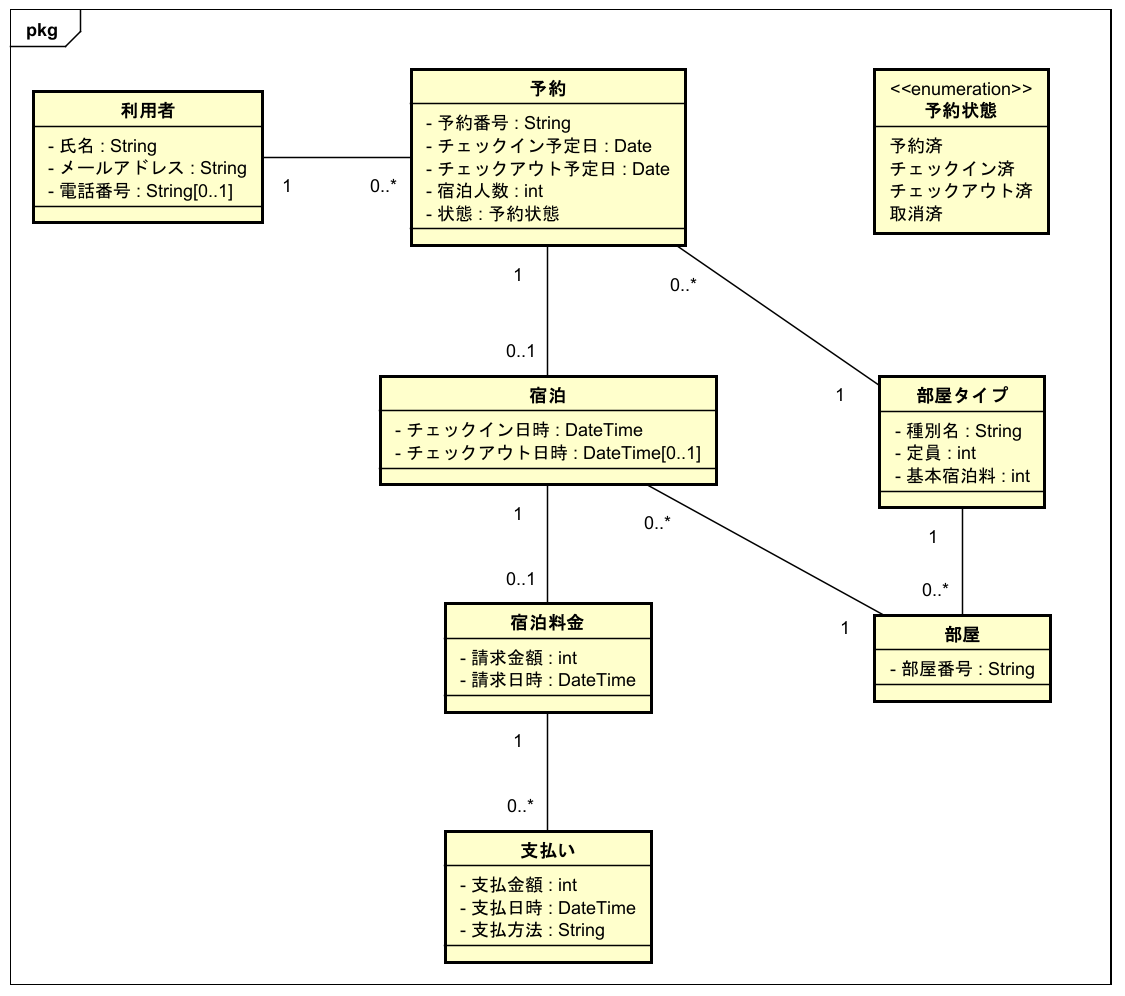 pkg
利用者
- 氏名 : String
- メールアドレス : String
- 電話番号 : String[0..1]
1
0..*
予約
- 予約番号 : String
- チェックイン予定日 : Date
- チェックアウト予定日 : Date
- 宿泊人数 : int
- 状態 : 予約状態
<<enumeration>>
予約状態
予約済
チェックイン済
チェックアウト済
取消済
1
0..1
0..*
1
宿泊
- チェックイン日時 : DateTime
- チェックアウト日時 : DateTime[0..1]
部屋タイプ
- 種別名 : String
- 定員 : int
- 基本宿泊料 : int
1
0..1
0..*
1
1
0..*
宿泊料金
- 請求金額 : int
- 請求日時 : DateTime
部屋
- 部屋番号 : String
1
0..*
支払い
- 支払金額 : int
- 支払日時 : DateTime
- 支払方法 : String